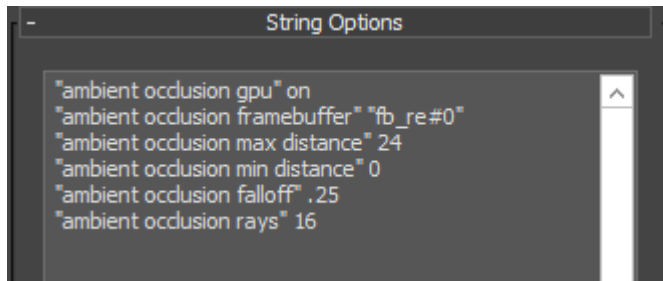 - String Options
"ambient occlusion gpu" on
"ambient occlusion framebuffer" "fb_re#0"
"ambient occlusion max distance" 24
"ambient occlusion min distance" 0
"ambient occlusion falloff" .25
"ambient occlusion rays" 16